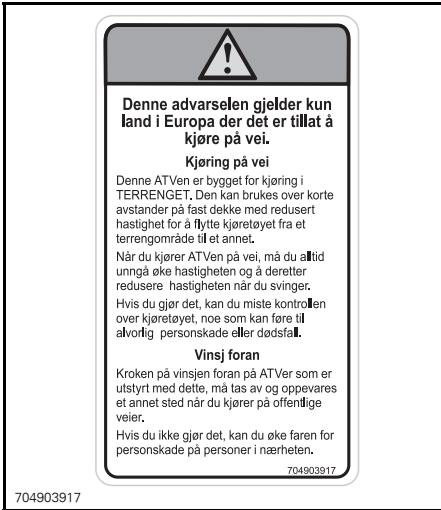 Denne advarselen gjelder kun
land i Europa der det er tillat å
kjøre på vei.
Kjøring på vei
Denne ATVen er bygget for kjøring i
TERRENGET. Den kan brukes over korte
avstander på fast dekke med redusert
hastighet for å flytte kjøretøyet fra et
terrengområde til et annet.
Når du kjører ATVen på vei, må du alltid
unngå øke hastigheten og å deretter
redusere hastigheten når du svinger.
Hvis du gjør det, kan du miste kontrollen
over kjøretøyet, noe som kan føre til
alvorlig personskade eller dødsfall.
Vinsj foran
Kroken på vinsjen foran på ATVer som er
utstyrt med dette, må tas av og oppevares
et annet sted når du kjører på offentlige
veier.
Hvis du ikke gjør det, kan du øke faren for
personskade på personer i nærheten.
704903917
704903917